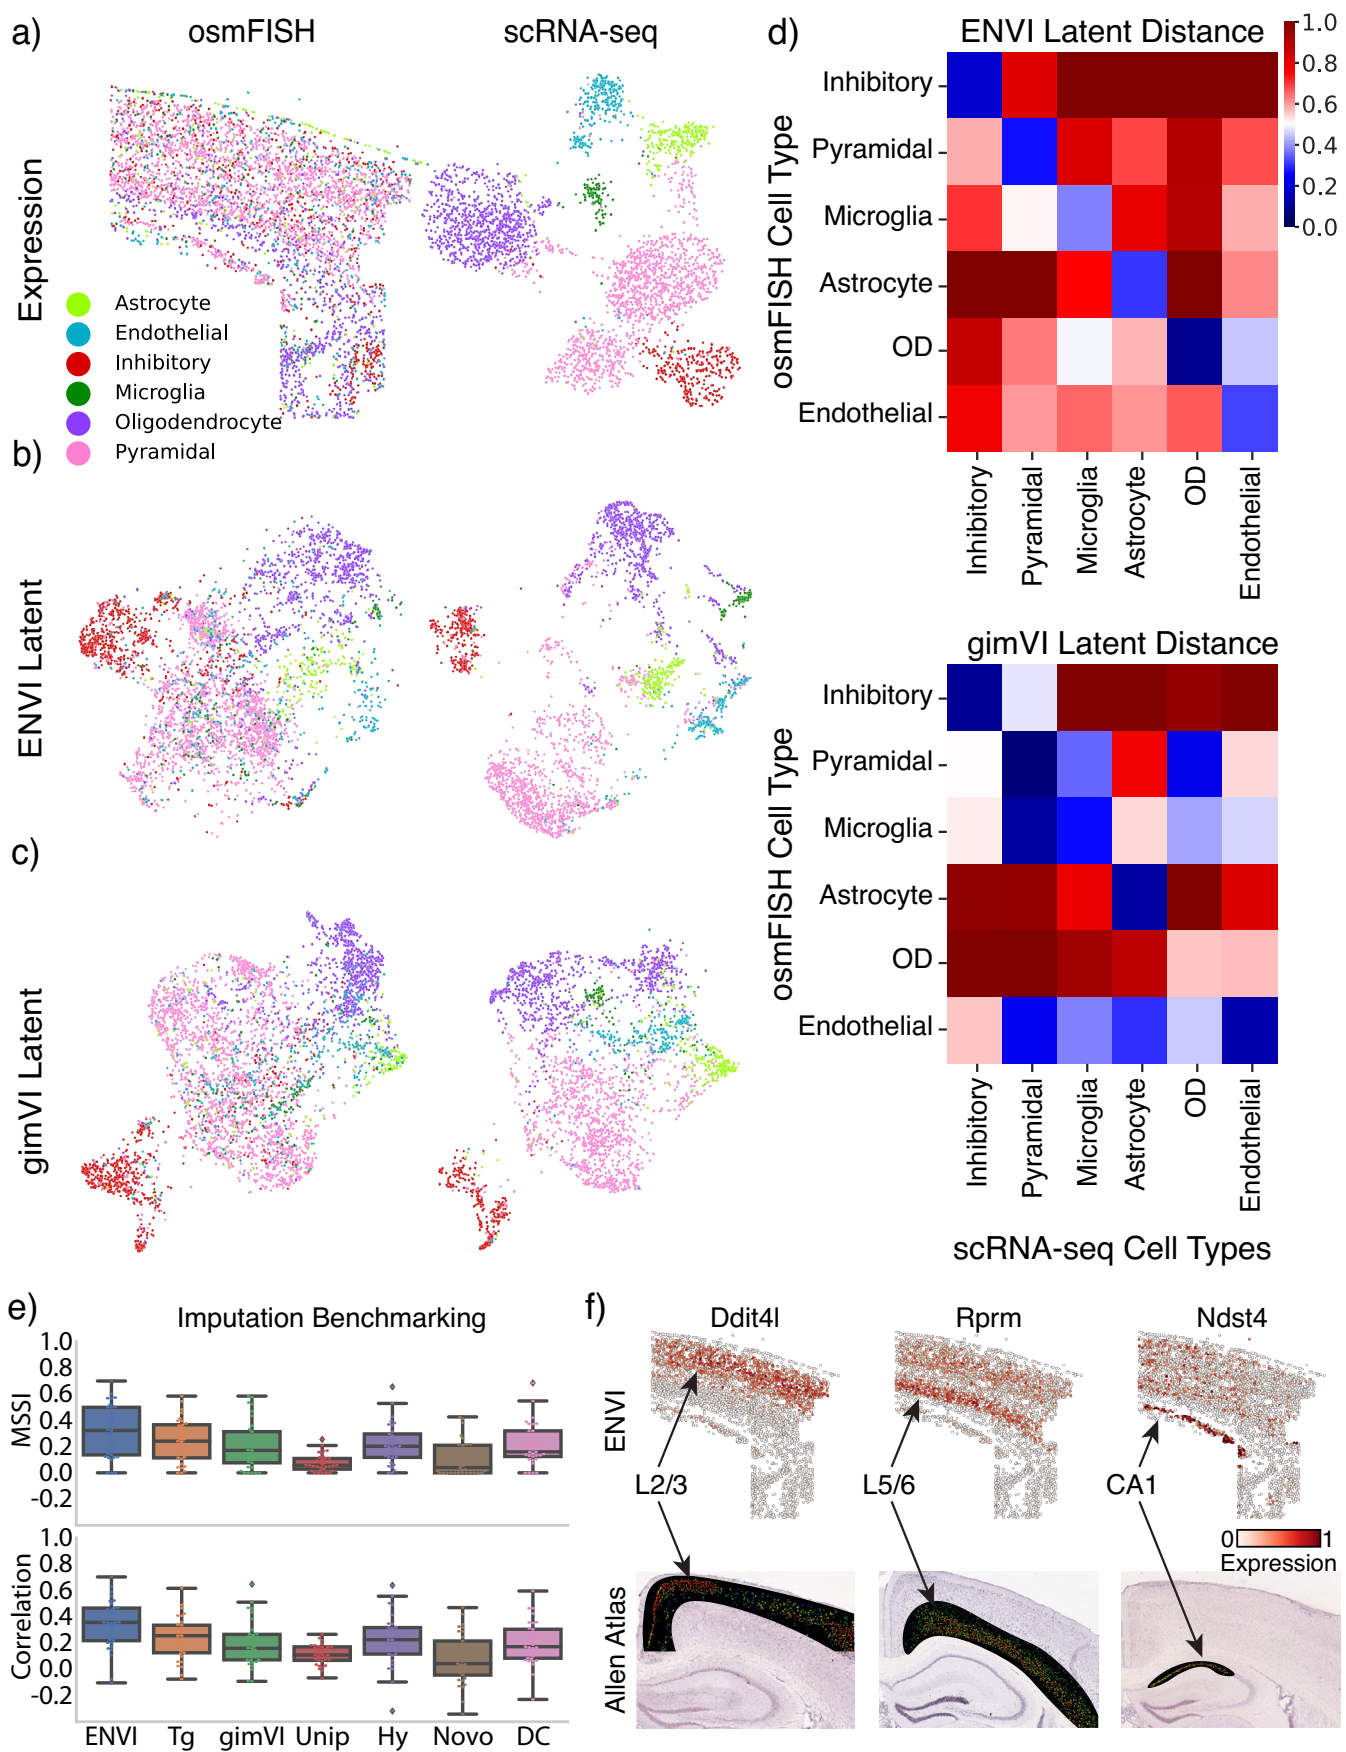 a)
osmFISH
scRNA-seq
Expression
Astrocyte
Endothelial
Inhibitory
Microglia
Oligodendrocyte
Pyramidal
b)
ENVI Latent
c)
gimVI Latent
d)
ENVI Latent Distance
osmFISH Cell Type
Inhibitory
Pyramidal
Microglia
Astrocyte
OD
Endothelial
Inhibitory
Pyramidal
Microglia
Astrocyte
OD
Endothelial
1.0
0.8
0.6
0.4
0.2
0.0
gimVI Latent Distance
osmFISH Cell Type
Inhibitory
Pyramidal
Microglia
Astrocyte
OD
Endothelial
Inhibitory
Pyramidal
Microglia
Astrocyte
OD
Endothelial
scRNA-seq Cell Types
e)
Imputation Benchmarking
MSSI
1.0
0.8
0.6
0.4
0.2
0.0
-0.2
Correlation
1.0
0.8
0.6
0.4
0.2
0.0
-0.2
ENVI Tg gimVI Unip Hy Novo DC
f)
Ddit4l
Rprm
Ndst4
ENVI
L2/3
L5/6
CA1
0 1
Expression
Allen Atlas